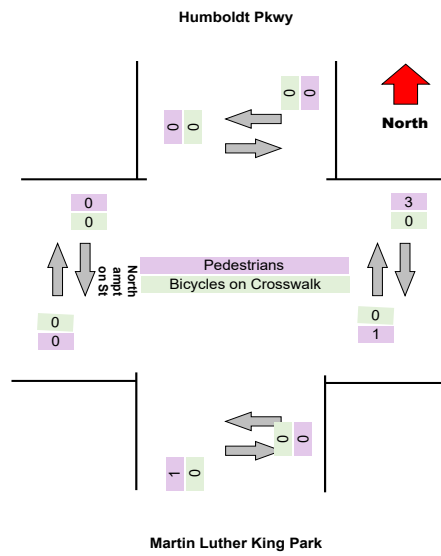 Humboldt Pkwy
0 0
0 0
North
0
0
3
0
North
ampt
on St
Pedestrians
Bicycles on Crosswalk
0
0
0
1
0 0
1 0
Martin Luther King Park